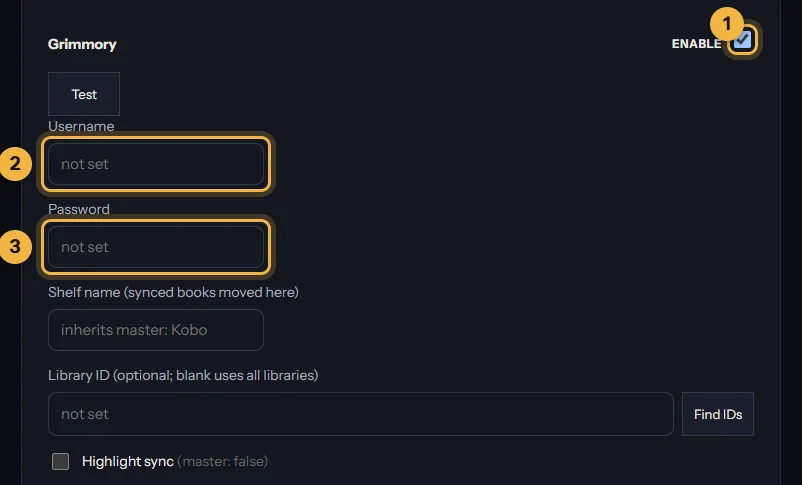 1
Grimmory ENABLE
Test
Username
2 not set
Password
3 not set
Shelf name (synced books moved here)
inherits master: Kobo
Library ID (optional; blank uses all libraries)
not set Find IDs
Highlight sync (master: false)